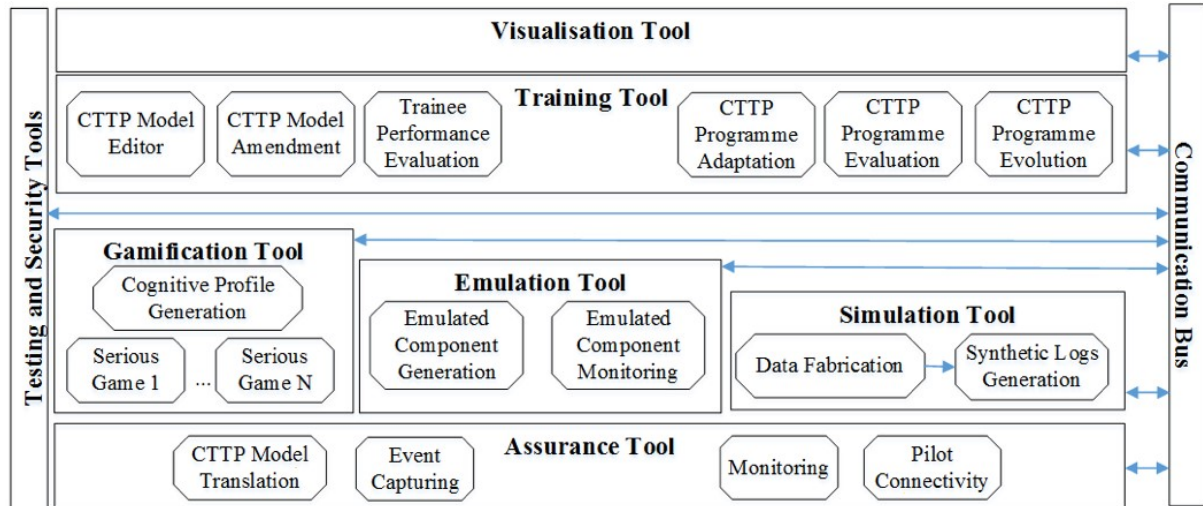 Testing and Security Tools
Visualisation Tool
Training Tool
CTTP Model
Editor
CTTP Model
Amendment
Trainee
Performance
Evaluation
CTTP
Programme
Adaptation
CTTP
Programme
Evaluation
CTTP
Programme
Evolution
Gamification Tool
Cognitive Profile
Generation
Serious
Game 1
...
Serious
Game N
Emulation Tool
Emulated
Component
Generation
Emulated
Component
Monitoring
Simulation Tool
Data Fabrication
Synthetic Logs
Generation
Assurance Tool
CTTP Model
Translation
Event
Capturing
Monitoring
Pilot
Connectivity
Communication Bus